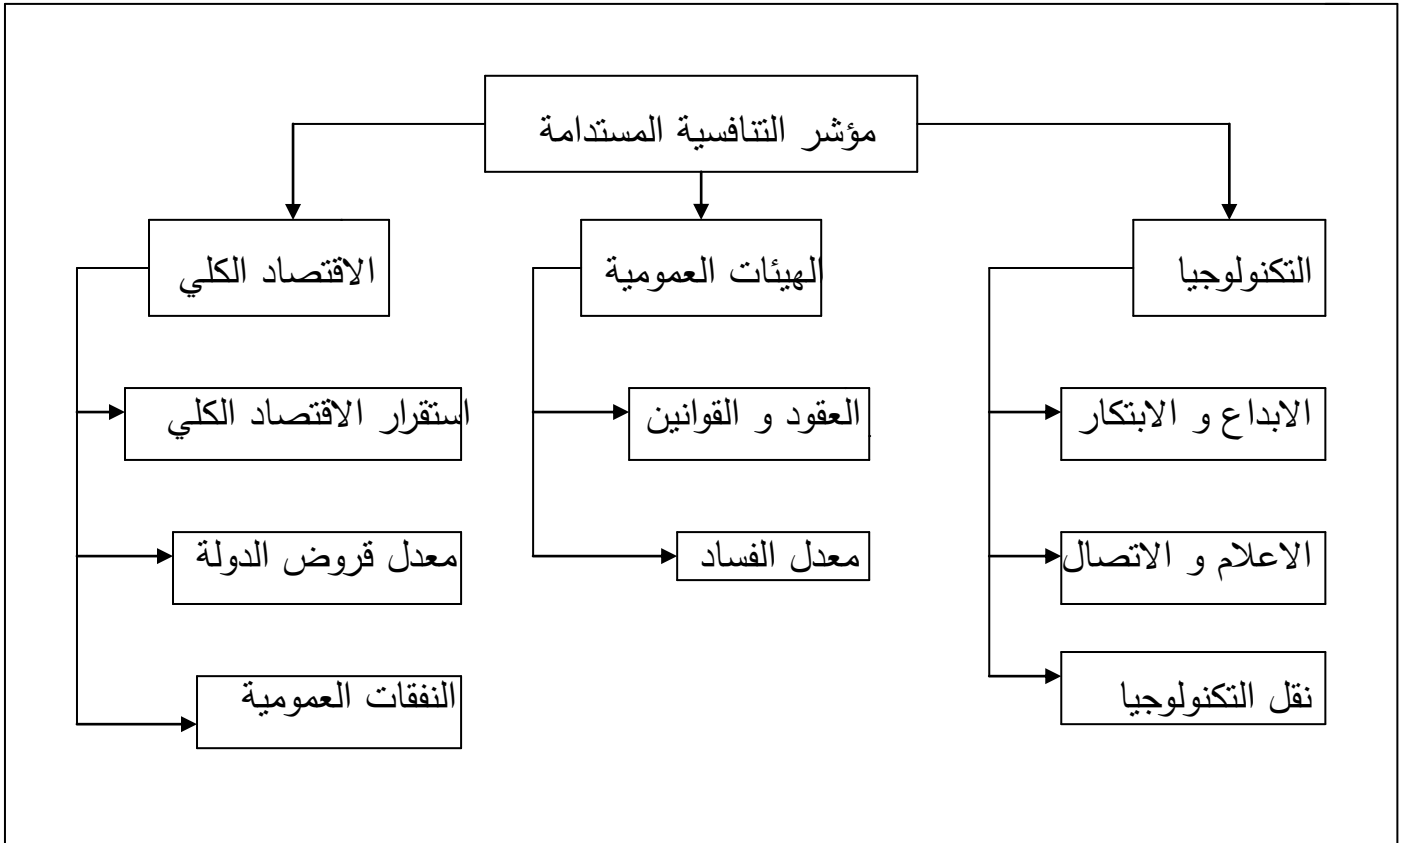 مؤشر التنافسية المستدامة
التكنولوجيا
الهيئات العمومية
الاقتصاد الكلي
الابداع و الابتكار
العقود و القوانين
استقرار الاقتصاد الكلي
الاعلام و الاتصال
معدل الفساد
معدل قروض الدولة
نقل التكنولوجيا
النفقات العمومية